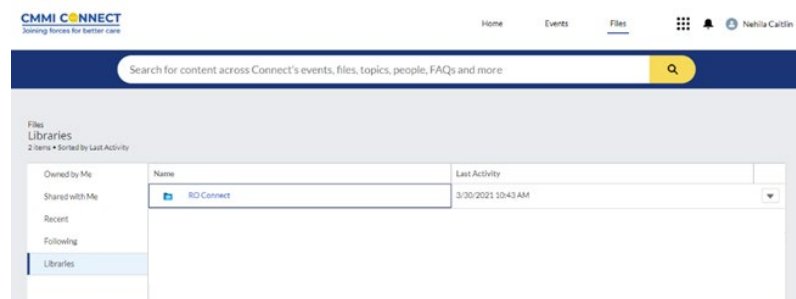 CMMI CONNECT
Joining forces for better care
Home Events Files Nehila Caitlin
Search for content across Connect's events, files, topics, people, FAQs and more
Files
Libraries
2 items • Sorted by Last Activity
Owned by Me
Name Last Activity
Shared with Me
RO Connect 3/30/2021 10:43 AM
Recent
Following
Libraries